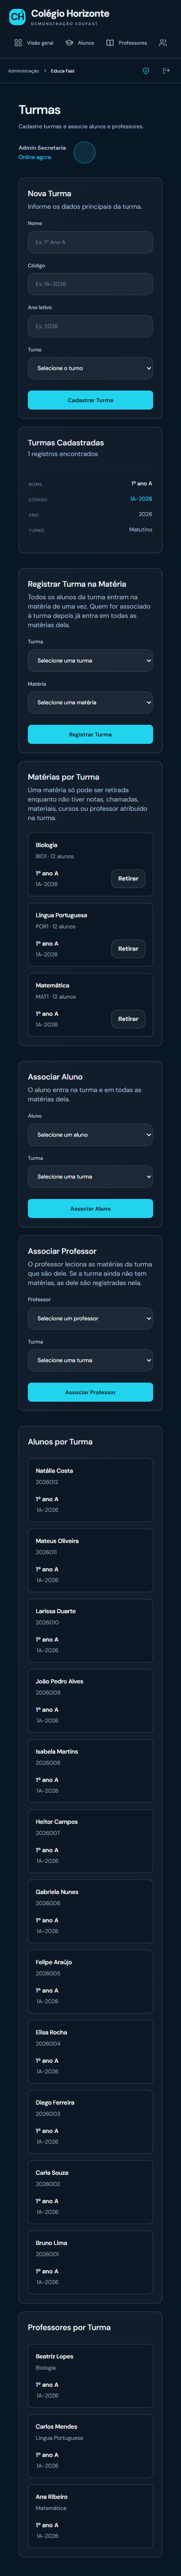 CH
Colégio Horizonte
DEMONSTRAÇÃO EDUFAST
Visão geral
Alunos
Professores
Administração > Educa Fast
Turmas
Cadastre turmas e associe alunos e professores.
Admin Secretaria
Online agora
Nova Turma
Informe os dados principais da turma.
Nome
Ex: 1º Ano A
Código
Ex: 1A-2026
Ano letivo
Ex: 2026
Turno
Selecione o turno
Cadastrar Turma
Turmas Cadastradas
1 registros encontrados
NOME 1º ano A
CÓDIGO 1A-2026
ANO 2026
TURNO Matutino
Registrar Turma na Matéria
Todos os alunos da turma entram na
matéria de uma vez. Quem for associado
à turma depois já entra em todas as
matérias dela.
Turma
Selecione uma turma
Matéria
Selecione uma matéria
Registrar Turma
Matérias por Turma
Uma matéria só pode ser retirada
enquanto não tiver notas, chamadas,
materiais, cursos ou professor atribuído
na turma.
Biologia
BIO1 · 12 alunos
1º ano A
1A-2026
Retirar
Língua Portuguesa
POR1 · 12 alunos
1º ano A
1A-2026
Retirar
Matemática
MAT1 · 12 alunos
1º ano A
1A-2026
Retirar
Associar Aluno
O aluno entra na turma e em todas as
matérias dela.
Aluno
Selecione um aluno
Turma
Selecione uma turma
Associar Aluno
Associar Professor
O professor leciona as matérias da turma
que são dele. Se a turma ainda não tem
matérias, as dele são registradas nela.
Professor
Selecione um professor
Turma
Selecione uma turma
Associar Professor
Alunos por Turma
Natália Costa
2026012
1º ano A
1A-2026
Mateus Oliveira
2026011
1º ano A
1A-2026
Larissa Duarte
2026010
1º ano A
1A-2026
João Pedro Alves
2026009
1º ano A
1A-2026
Isabela Martins
2026008
1º ano A
1A-2026
Heitor Campos
2026007
1º ano A
1A-2026
Gabriela Nunes
2026006
1º ano A
1A-2026
Felipe Araújo
2026005
1º ano A
1A-2026
Elisa Rocha
2026004
1º ano A
1A-2026
Diego Ferreira
2026003
1º ano A
1A-2026
Carla Souza
2026002
1º ano A
1A-2026
Bruno Lima
2026001
1º ano A
1A-2026
Professores por Turma
Beatriz Lopes
Biologia
1º ano A
1A-2026
Carlos Mendes
Língua Portuguesa
1º ano A
1A-2026
Ana Ribeiro
Matemática
1º ano A
1A-2026